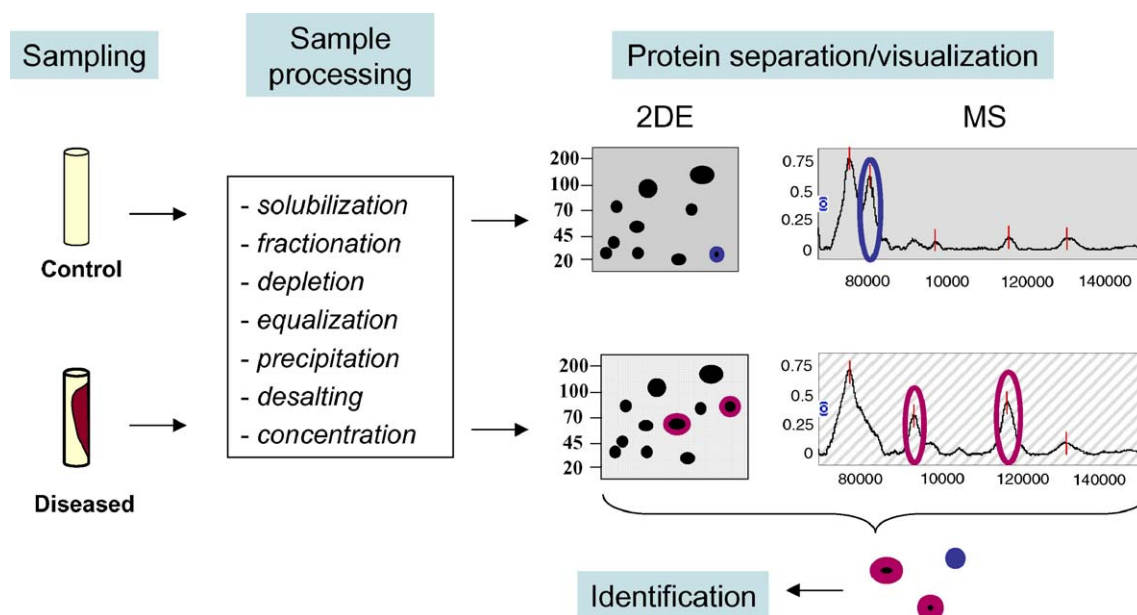 Sampling
Sample
processing
Protein separation/visualization
2DE
MS
Control
Diseased
- solubilization
- fractionation
- depletion
- equalization
- precipitation
- desalting
- concentration
200
100
70
45
20
0.75
0.5
0.25
0
80000 10000 120000 140000
200
100
70
45
20
0.75
0.5
0.25
0
80000 10000 120000 140000
Identification